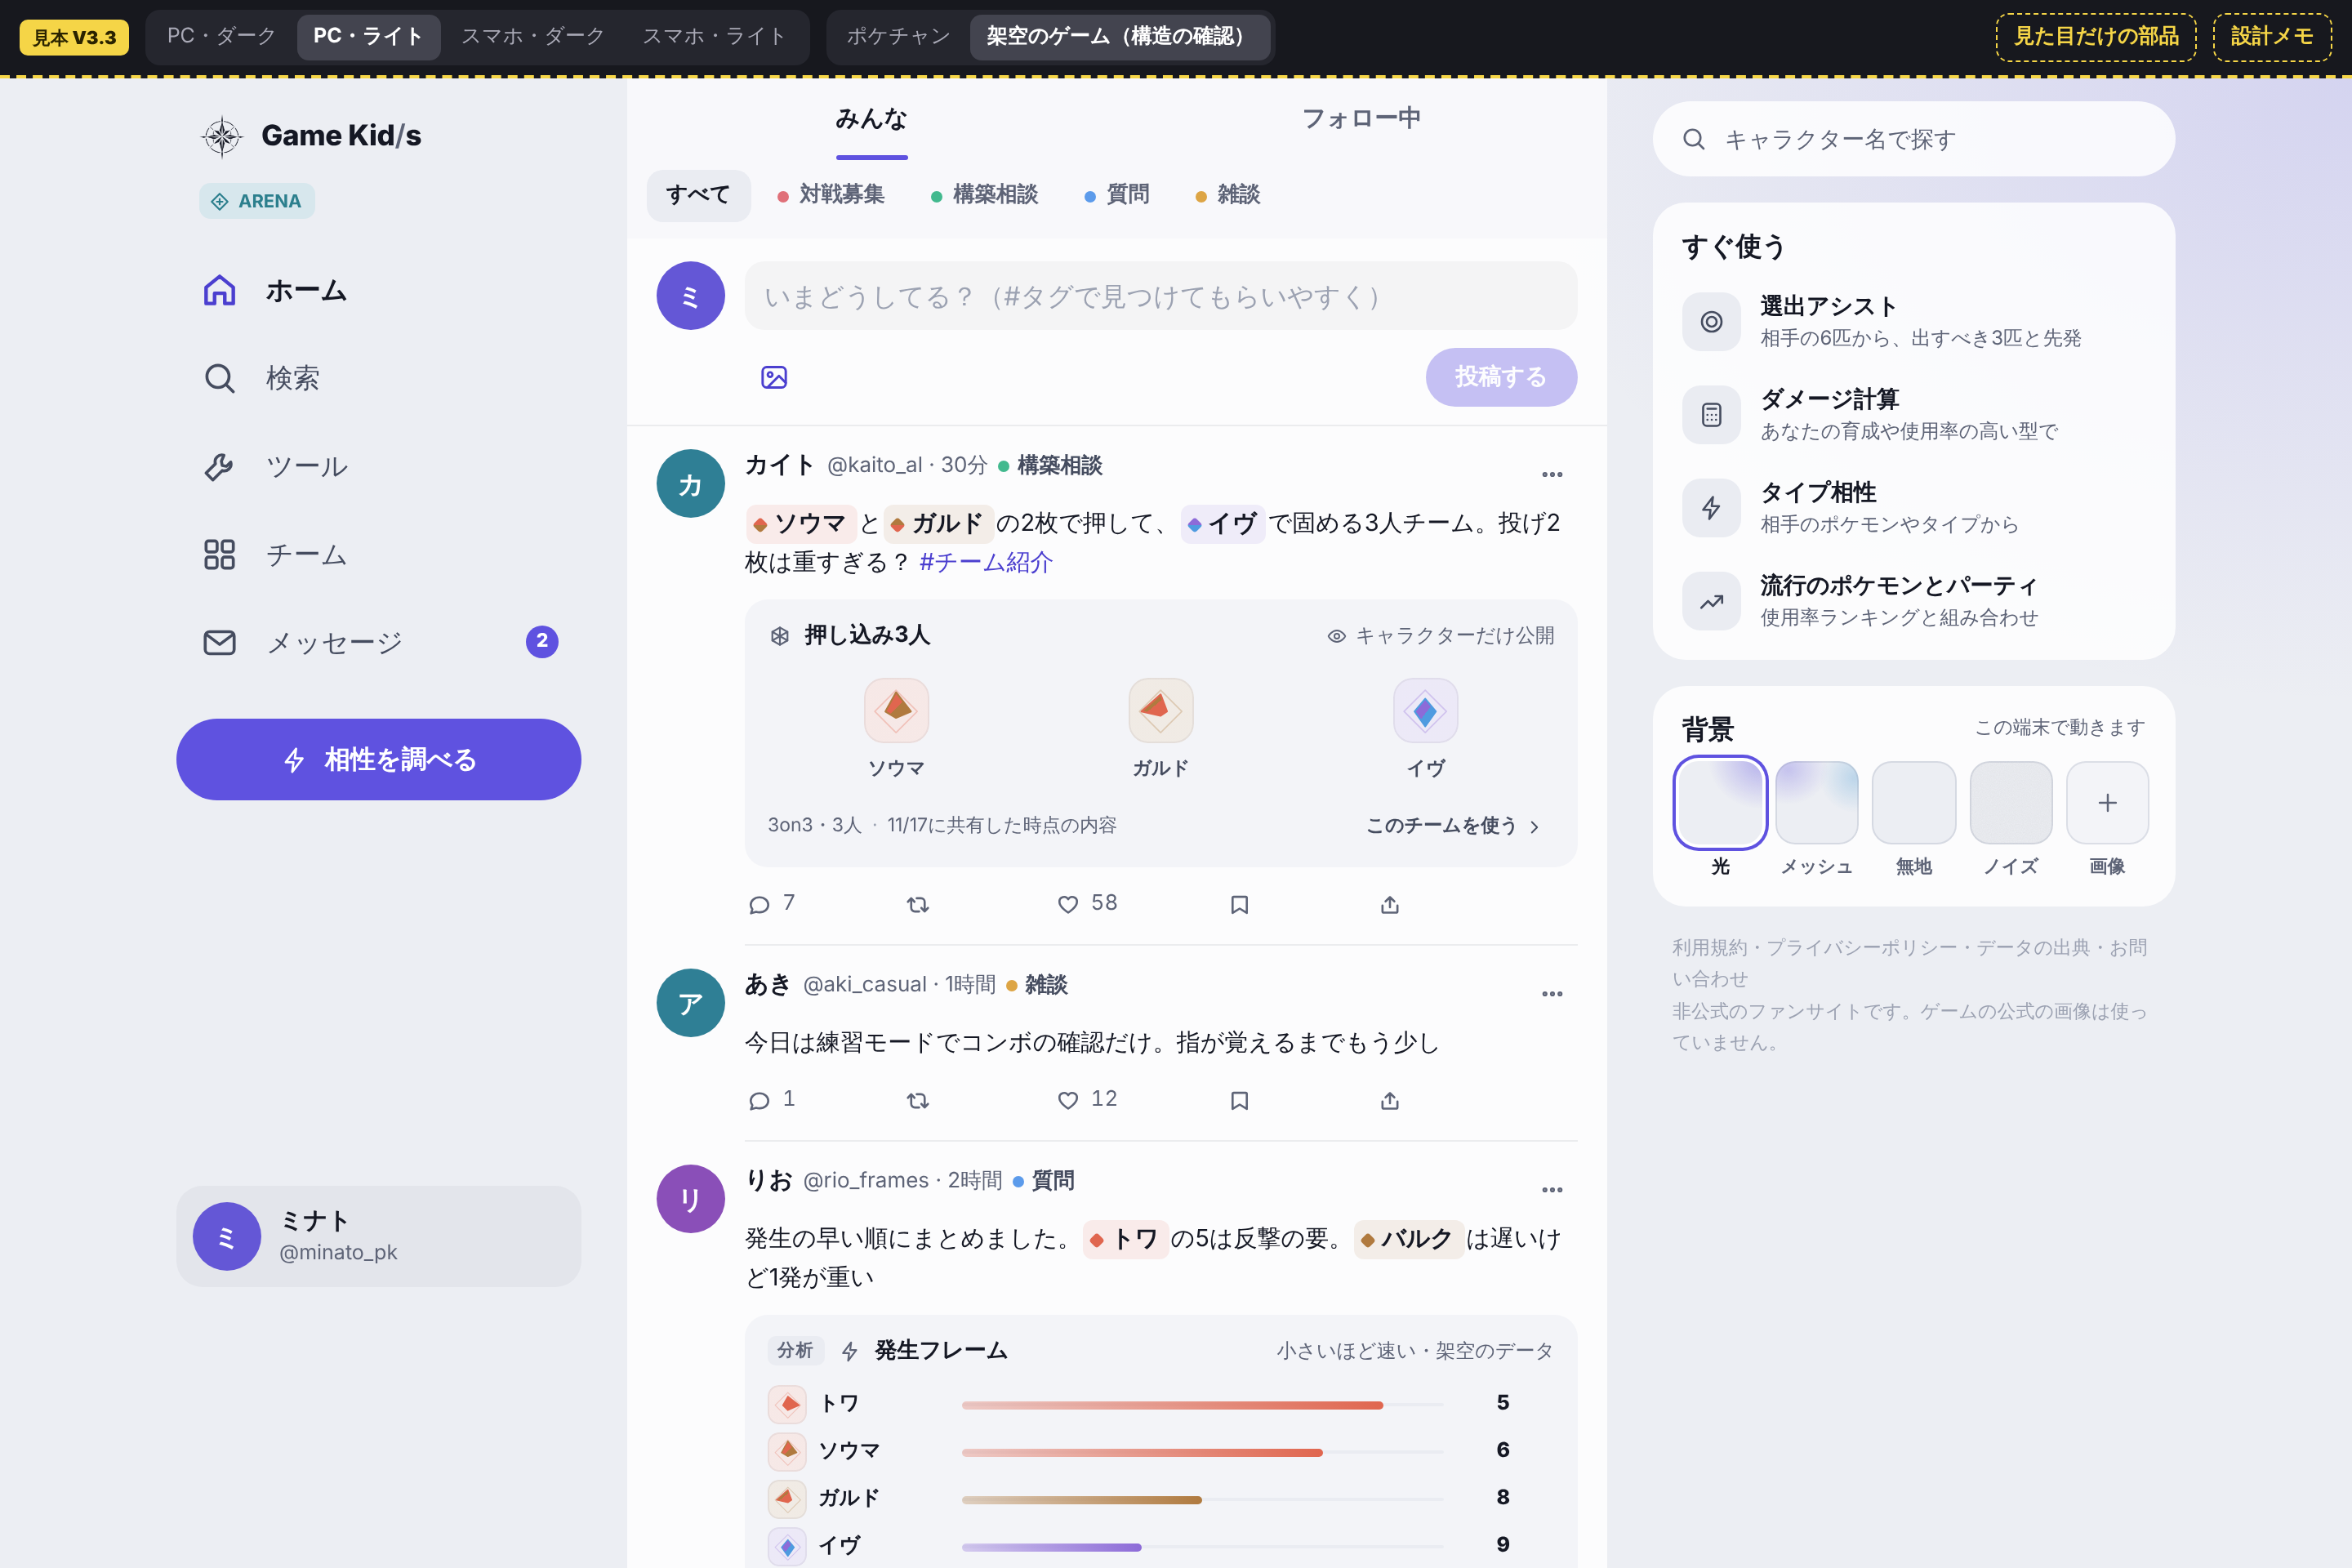 見本 V3.3
PC・ダーク
PC・ライト
スマホ・ダーク
スマホ・ライト
ポケチャン
架空のゲーム（構造の確認）
見た目だけの部品
設計メモ
Game Kid/s
ARENA
ホーム
検索
ツール
チーム
メッセージ
2
相性を調べる
ミ
ミナト
@minato_pk
みんな
フォロー中
すべて
対戦募集
構築相談
質問
雑談
ミ
いまどうしてる？（#タグで見つけてもらいやすく）
投稿する
カ
カイト @kaito_al · 30分 構築相談
ソウマ と ガルド の2枚で押して、 イヴ で固める3人チーム。投げ2
枚は重すぎる？ #チーム紹介
押し込み3人
キャラクターだけ公開
ソウマ
ガルド
イヴ
3on3・3人 · 11/17に共有した時点の内容
このチームを使う
7
58
ア
あき @aki_casual · 1時間 雑談
今日は練習モードでコンボの確認だけ。指が覚えるまでもう少し
1
12
リ
りお @rio_frames · 2時間 質問
発生の早い順にまとめました。 トワ の5は反撃の要。 バルク は遅いけ
ど1発が重い
分析 発生フレーム
小さいほど速い・架空のデータ
トワ 5
ソウマ 6
ガルド 8
イヴ 9
キャラクター名で探す
すぐ使う
選出アシスト
相手の6匹から、出すべき3匹と先発
ダメージ計算
あなたの育成や使用率の高い型で
タイプ相性
相手のポケモンやタイプから
流行のポケモンとパーティ
使用率ランキングと組み合わせ
背景
この端末で動きます
光
メッシュ
無地
ノイズ
画像
利用規約・プライバシーポリシー・データの出典・お問
い合わせ
非公式のファンサイトです。ゲームの公式の画像は使っ
ていません。